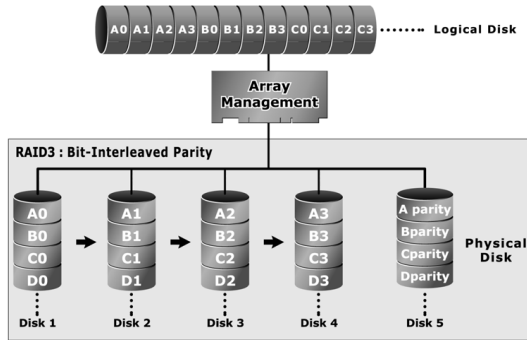 A0 A1 A2 A3 B0 B1 B2 B3 C0 C1 C2 C3 Logical Disk
Array
Management
RAID3 : Bit-Interleaved Parity
A0 A1 A2 A3 A parity
B0 B1 B2 B3 Bparity
C0 C1 C2 C3 Cparity
D0 D1 D2 D3 Dparity
Physical
Disk
Disk 1 Disk 2 Disk 3 Disk 4 Disk 5